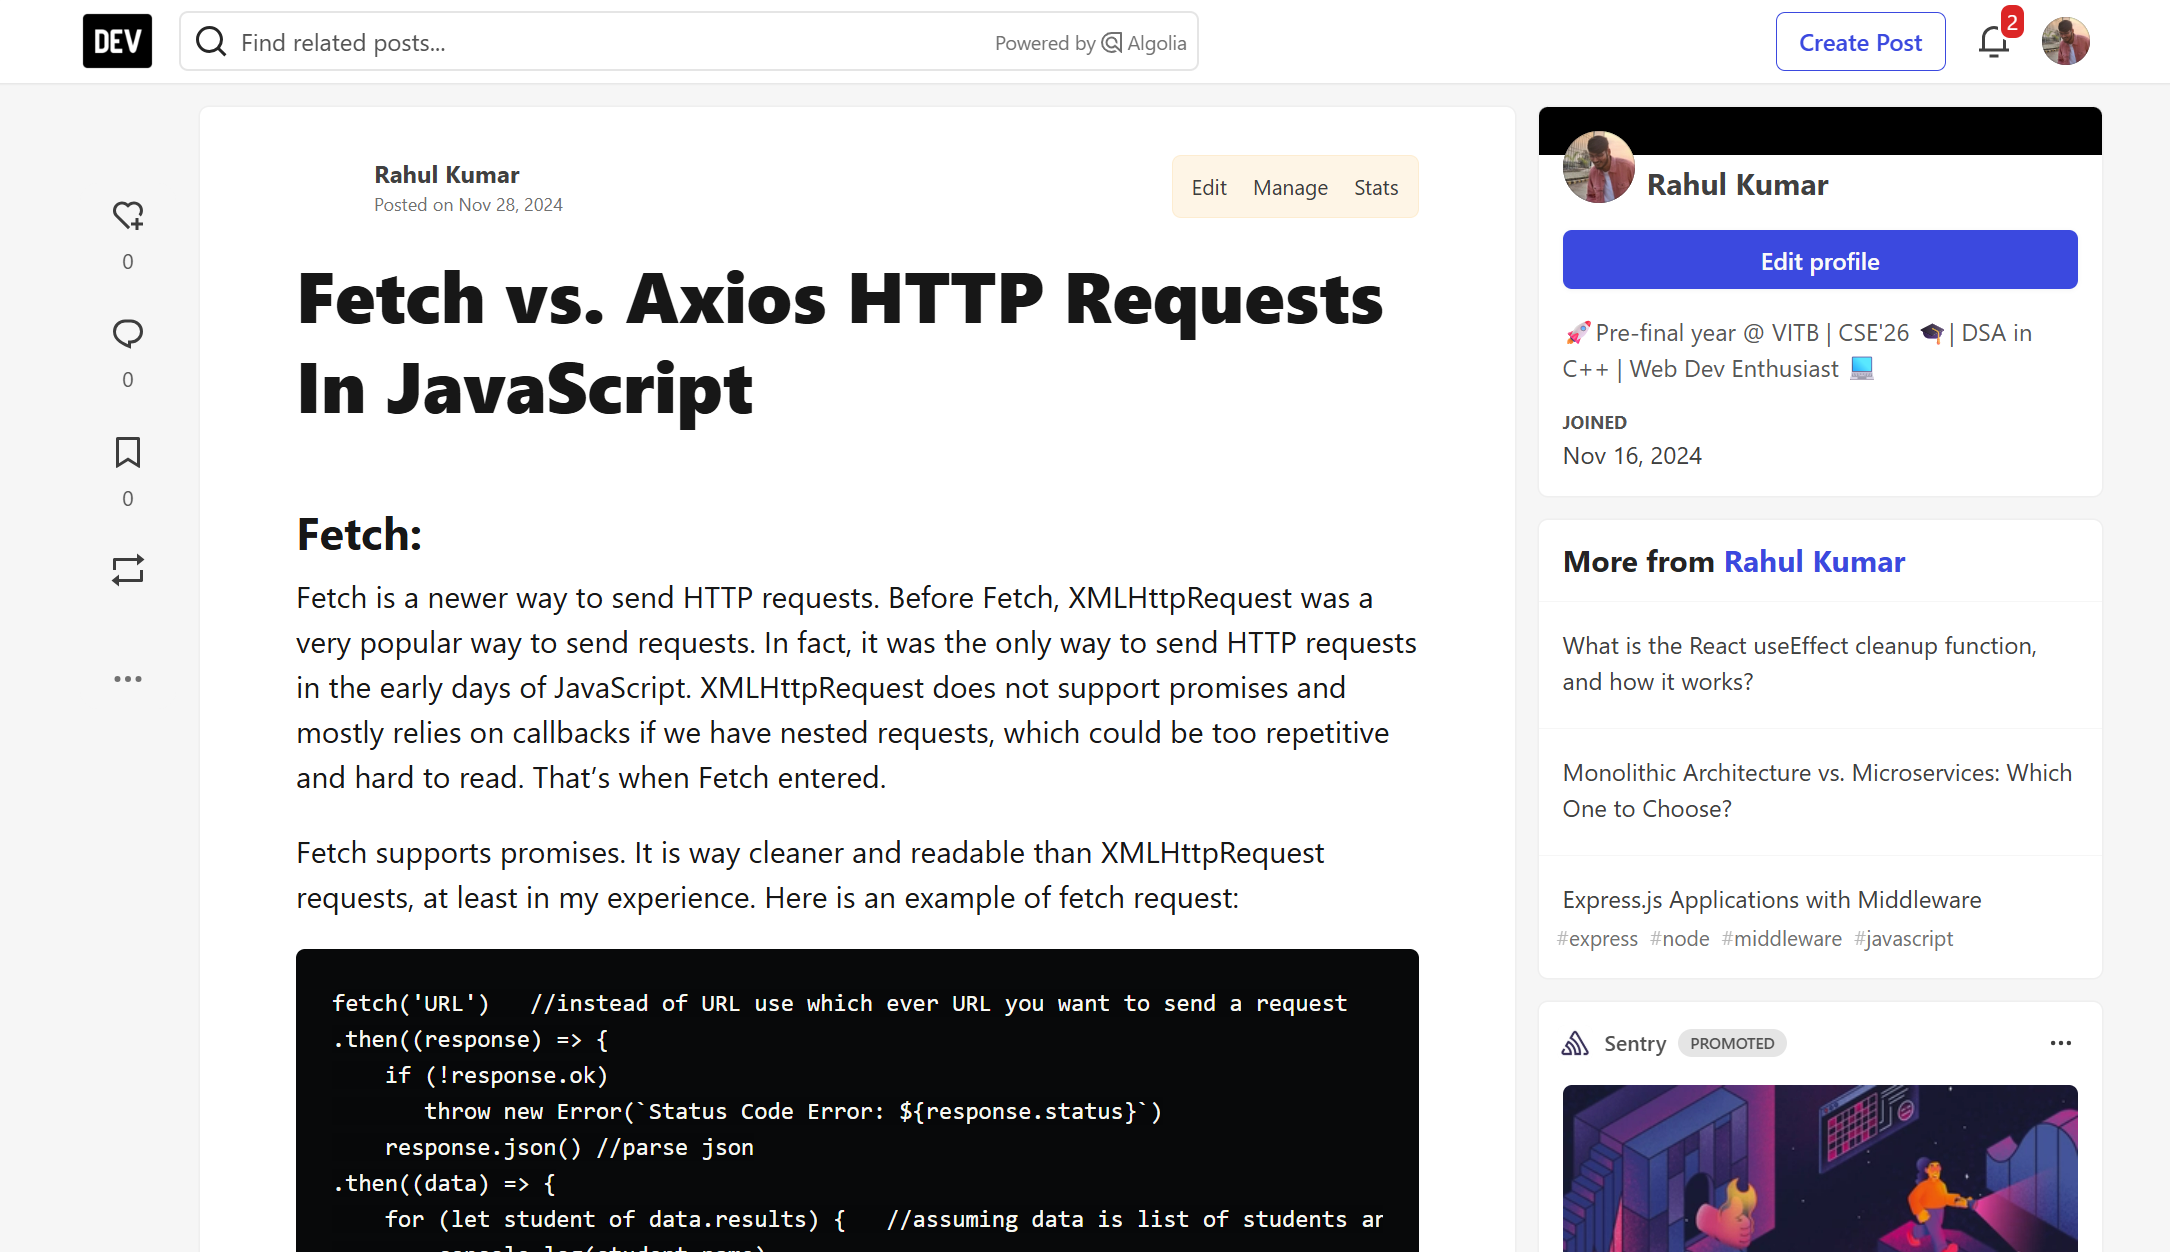 DEV
Find related posts...
Powered by Algolia
Create Post
2
0
0
0
Rahul Kumar
Posted on Nov 28, 2024
Edit Manage Stats
Fetch vs. Axios HTTP Requests
In JavaScript
Fetch:
Fetch is a newer way to send HTTP requests. Before Fetch, XMLHttpRequest was a
very popular way to send requests. In fact, it was the only way to send HTTP requests
in the early days of JavaScript. XMLHttpRequest does not support promises and
mostly relies on callbacks if we have nested requests, which could be too repetitive
and hard to read. That’s when Fetch entered.
Fetch supports promises. It is way cleaner and readable than XMLHttpRequest
requests, at least in my experience. Here is an example of fetch request:
fetch('URL')   //instead of URL use which ever URL you want to send a request
.then((response) => {
    if (!response.ok)
       throw new Error(`Status Code Error: ${response.status}`)
    response.json() //parse json
.then((data) => {
    for (let student of data.results) {   //assuming data is list of students ar
        console.log(student.name)
Rahul Kumar
Edit profile
🚀Pre-final year @ VITB | CSE'26 🎓| DSA in
C++ | Web Dev Enthusiast 💻
JOINED
Nov 16, 2024
More from Rahul Kumar
What is the React useEffect cleanup function,
and how it works?
Monolithic Architecture vs. Microservices: Which
One to Choose?
Express.js Applications with Middleware
#express #node #middleware #javascript
Sentry PROMOTED